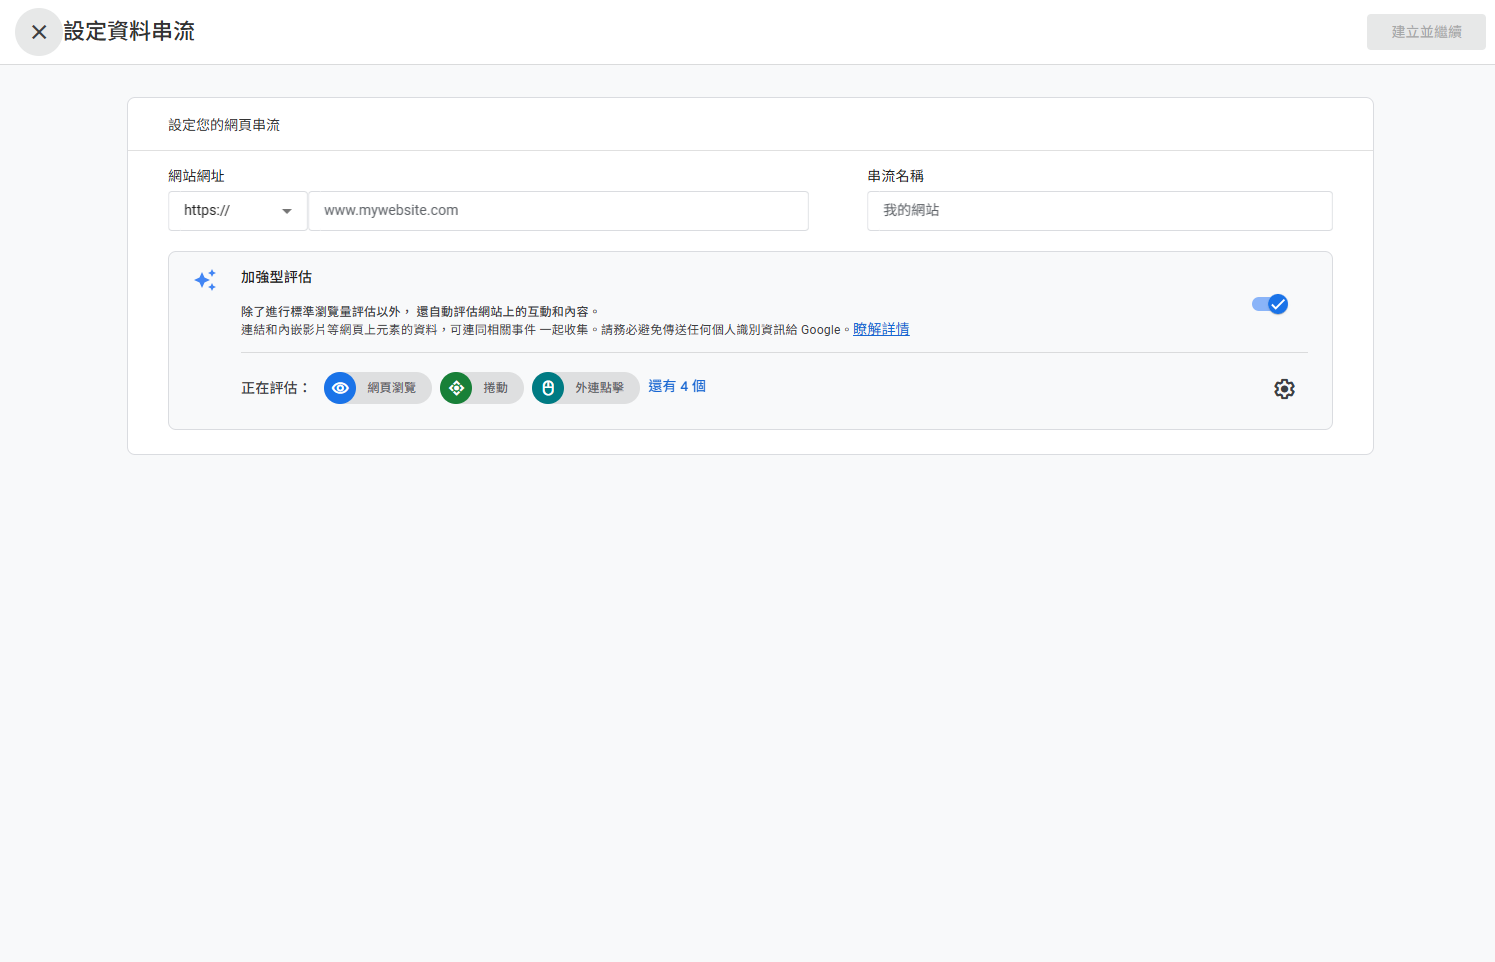 設定資料串流
建立並繼續
設定您的網頁串流
網站網址
串流名稱
https://
www.mywebsite.com
我的網站
加強型評估
除了進行標準瀏覽量評估以外， 還自動評估網站上的互動和內容。
連結和內嵌影片等網頁上元素的資料，可連同相關事件 一起收集。請務必避免傳送任何個人識別資訊給 Google。瞭解詳情
正在評估： 網頁瀏覽 捲動 外連點擊 還有 4 個